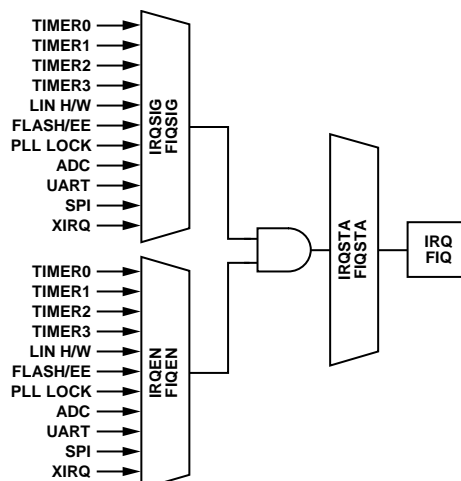 TIMER0
TIMER1
TIMER2
TIMER3
LIN H/W
FLASH/EE
PLL LOCK
ADC
UART
SPI
XIRQ
IRQSIG
FIQSIG
TIMER0
TIMER1
TIMER2
TIMER3
LIN H/W
FLASH/EE
PLL LOCK
ADC
UART
SPI
XIRQ
IRQEN
FIQEN
IRQSTA
FIQSTA
IRQ
FIQ